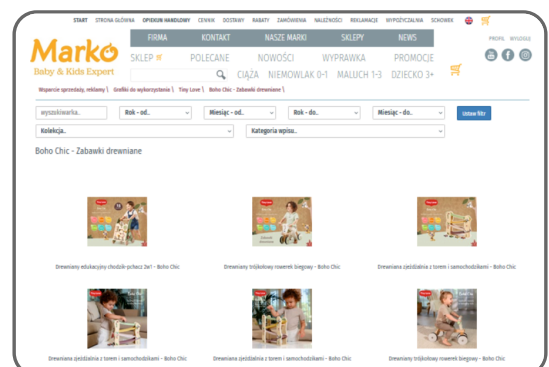 START STRONA GŁÓWNA OPIEKUN HANDLOWY CENNIK DOSTAWY RABATY ZAMÓWIENIA NALEŻNOŚCI REKLAMACJE WYPOŻYCZALNIA SCHOWEK
FIRMA KONTAKT NASZE MARKI SKLEPY NEWS
PROFIL WYLOGUJ
Marko
Baby & Kids Expert
SKLEP POLECANE NOWOŚCI WYPRAWKA PROMOCJE
CIĄŻA NIEMOWLAK 0-1 MALUCH 1-3 DZIECKO 3+
Wsparcie sprzedaży, reklamy \ Grafiki do wykorzystania \ Tiny Love \ Boho Chic - Zabawki drewniane \
wyszukiwarka.. Rok - od.. Miesiąc - od.. Rok - do.. Miesiąc - do.. Ustaw filtr
Kolekcja.. Kategoria wpisu..
Boho Chic - Zabawki drewniane
Drewniany edukacyjny chodzik-pchacz 2w1 - Boho Chic
Drewniany trójkołowy rowerek biegowy - Boho Chic
Drewniana zjeżdżalnia z torem i samochodzikami - Boho Chic
Drewniana zjeżdżalnia z torem i samochodzikami - Boho Chic
Drewniana zjeżdżalnia z torem i samochodzikami - Boho Chic
Drewniany trójkołowy rowerek biegowy - Boho Chic